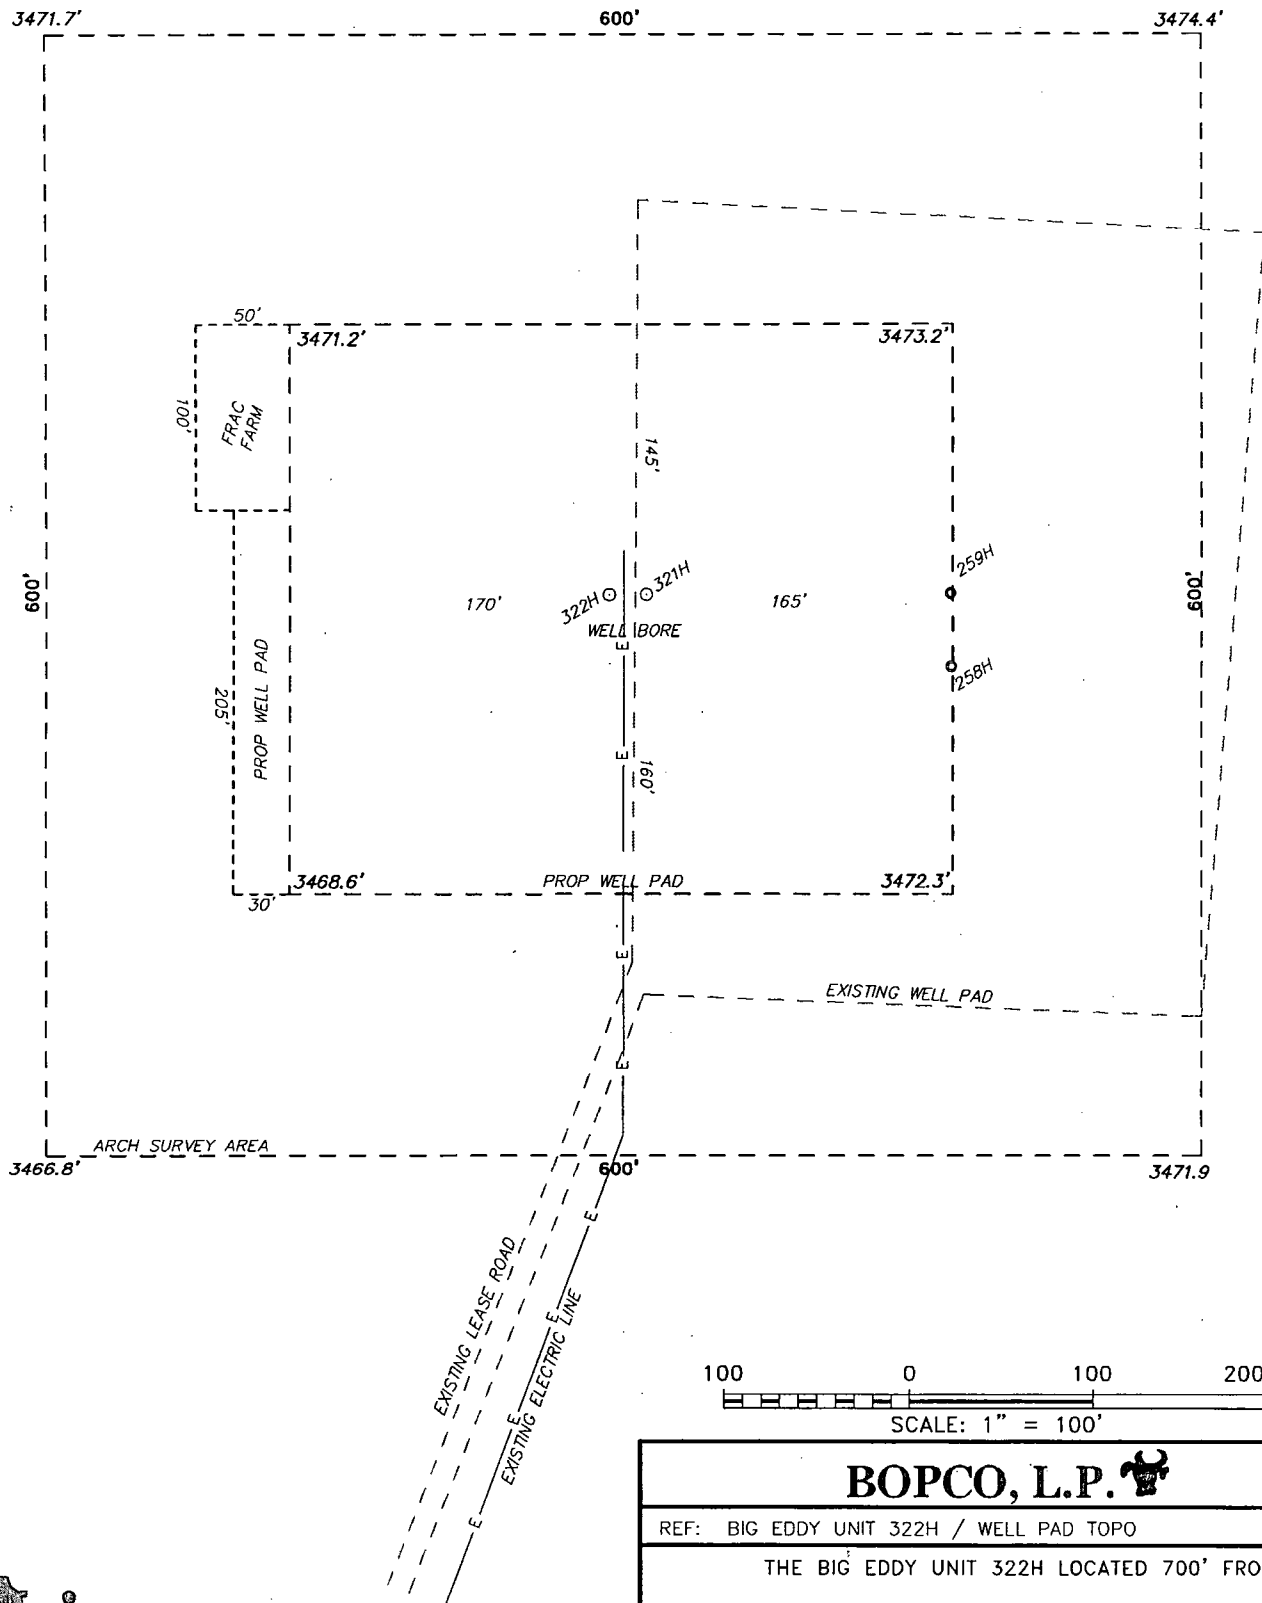 3471.7' 600' 3474.4'
50'
3471.2' 3473.2'
100'
FRAC
FARM
145'
259H
600'
170'
322H
321H
165'
600'
WELL BORE
E
258H
205'
PROP WELL PAD
E
160'
3468.6' PROP WELL PAD 3472.3'
30'
E
EXISTING WELL PAD
E
ARCH SURVEY AREA
3466.8' 600' 3471.9
E
EXISTING LEASE ROAD
E
EXISTING ELECTRIC LINE
E
E
100 0 100 200
SCALE: 1" = 100'
BOPCO, L.P.
REF: BIG EDDY UNIT 322H / WELL PAD TOPO
THE BIG EDDY UNIT 322H LOCATED 700' FRO